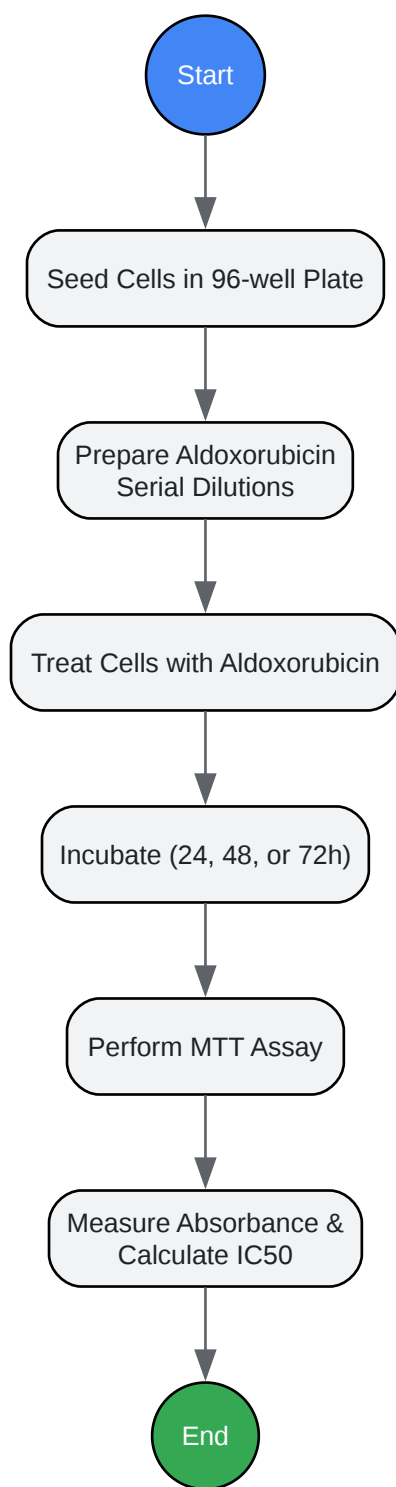 Start
Seed Cells in 96-well Plate
Prepare Aldoxorubicin
Serial Dilutions
Treat Cells with Aldoxorubicin
Incubate (24, 48, or 72h)
Perform MTT Assay
Measure Absorbance &
Calculate IC50
End